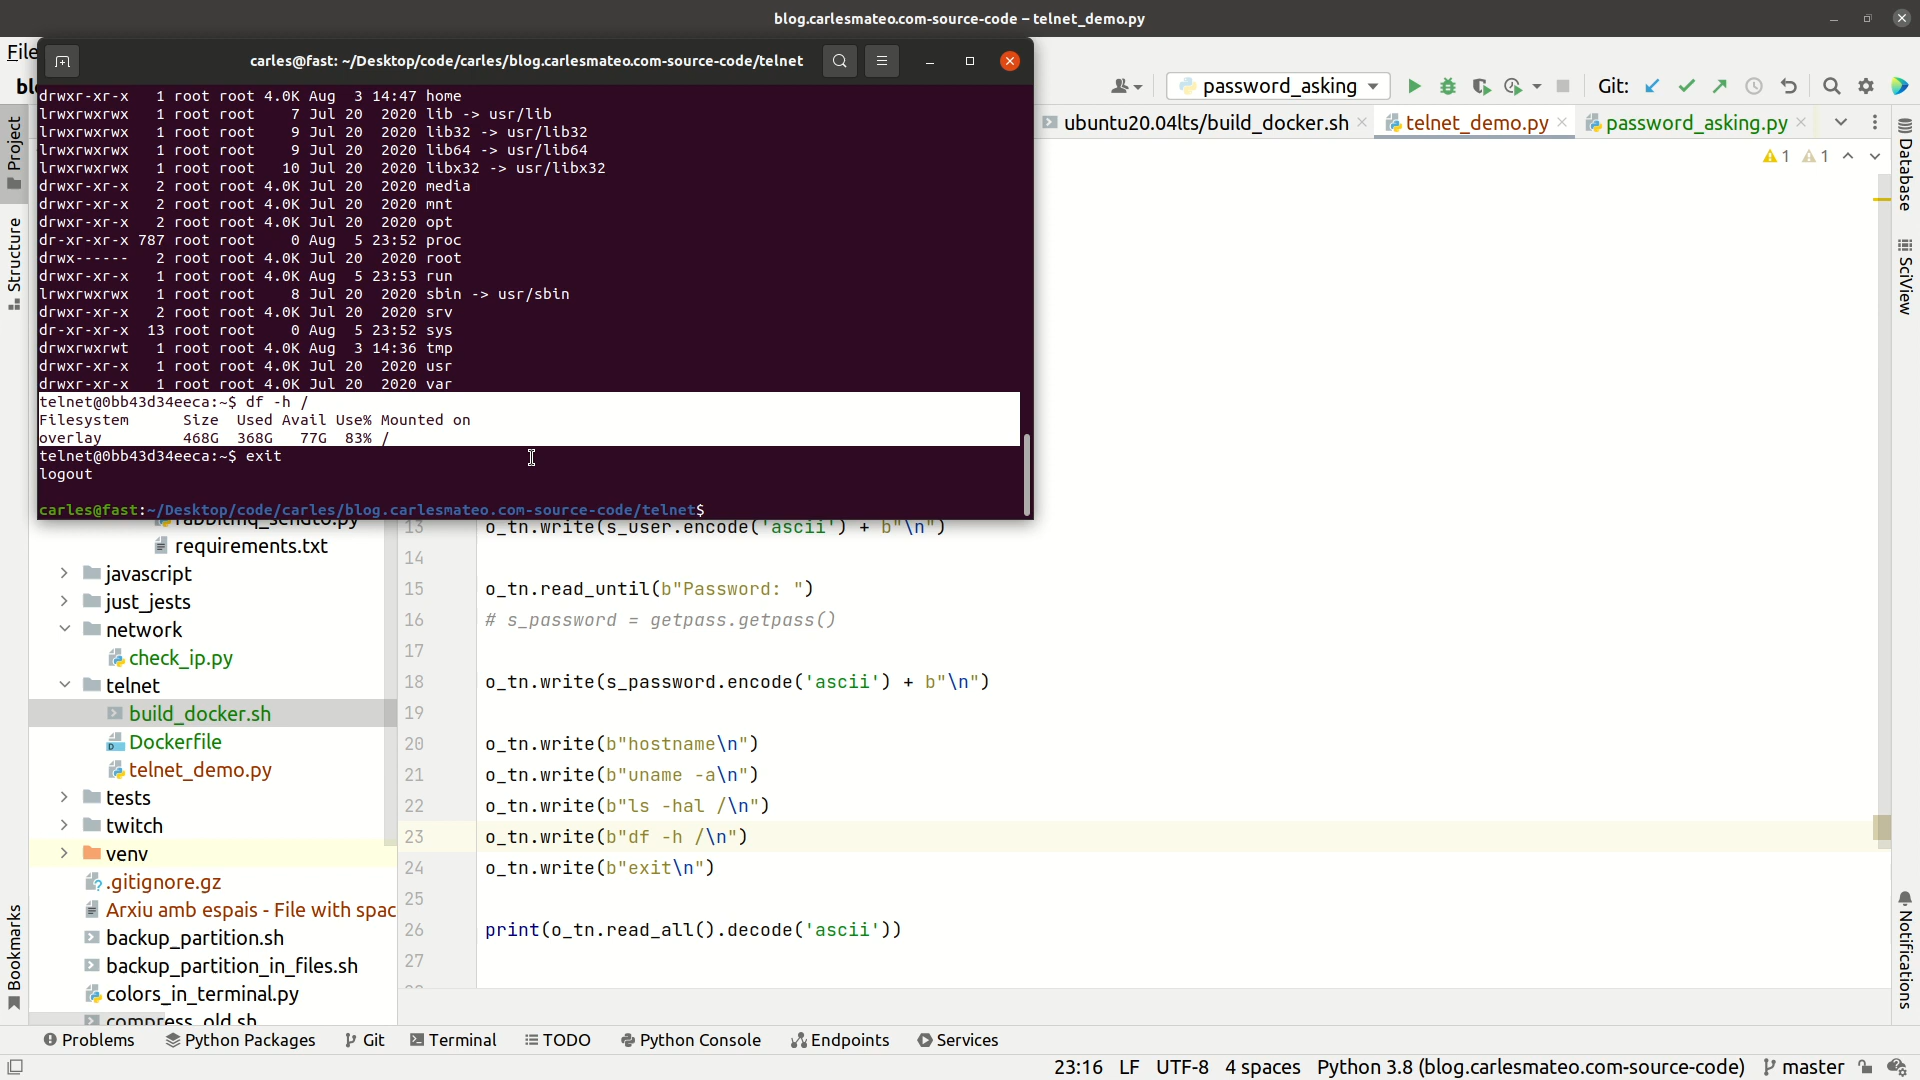 blog.carlesmateo.com-source-code – telnet_demo.py
File
carles@fast: ~/Desktop/code/carles/blog.carlesmateo.com-source-code/telnet
password_asking
Git:
ubuntu20.04lts/build_docker.sh
telnet_demo.py
password_asking.py
1 1
drwxr-xr-x   1 root root 4.0K Aug  3 14:47 home
lrwxrwxrwx   1 root root    7 Jul 20  2020 lib -> usr/lib
lrwxrwxrwx   1 root root    9 Jul 20  2020 lib32 -> usr/lib32
lrwxrwxrwx   1 root root    9 Jul 20  2020 lib64 -> usr/lib64
lrwxrwxrwx   1 root root   10 Jul 20  2020 libx32 -> usr/libx32
drwxr-xr-x   2 root root 4.0K Jul 20  2020 media
drwxr-xr-x   2 root root 4.0K Jul 20  2020 mnt
drwxr-xr-x   2 root root 4.0K Jul 20  2020 opt
dr-xr-xr-x 787 root root    0 Aug  5 23:52 proc
drwx------   2 root root 4.0K Jul 20  2020 root
drwxr-xr-x   1 root root 4.0K Aug  5 23:53 run
lrwxrwxrwx   1 root root    8 Jul 20  2020 sbin -> usr/sbin
drwxr-xr-x   2 root root 4.0K Jul 20  2020 srv
dr-xr-xr-x  13 root root    0 Aug  5 23:52 sys
drwxrwxrwt   1 root root 4.0K Aug  3 14:36 tmp
drwxr-xr-x   1 root root 4.0K Jul 20  2020 usr
drwxr-xr-x   1 root root 4.0K Jul 20  2020 var
telnet@0bb43d34eeca:~$ df -h /
Filesystem      Size  Used Avail Use% Mounted on
overlay         468G  368G   77G  83% /
telnet@0bb43d34eeca:~$ exit
logout
carles@fast:~/Desktop/code/carles/blog.carlesmateo.com-source-code/telnet$
Project
Structure
Bookmarks
Database
SciView
Notifications
rabbitmq_sendto.py
requirements.txt
javascript
just_jests
network
check_ip.py
telnet
build_docker.sh
Dockerfile
telnet_demo.py
tests
twitch
venv
.gitignore.gz
Arxiu amb espais - File with spac
backup_partition.sh
backup_partition_in_files.sh
colors_in_terminal.py
compress_old.sh
13 o_tn.write(s_user.encode('ascii') + b"\n")
14
15 o_tn.read_until(b"Password: ")
16 # s_password = getpass.getpass()
17
18 o_tn.write(s_password.encode('ascii') + b"\n")
19
20 o_tn.write(b"hostname\n")
21 o_tn.write(b"uname -a\n")
22 o_tn.write(b"ls -hal /\n")
23 o_tn.write(b"df -h /\n")
24 o_tn.write(b"exit\n")
25
26 print(o_tn.read_all().decode('ascii'))
27
Problems Python Packages Git Terminal TODO Python Console Endpoints Services
23:16 LF UTF-8 4 spaces Python 3.8 (blog.carlesmateo.com-source-code) master